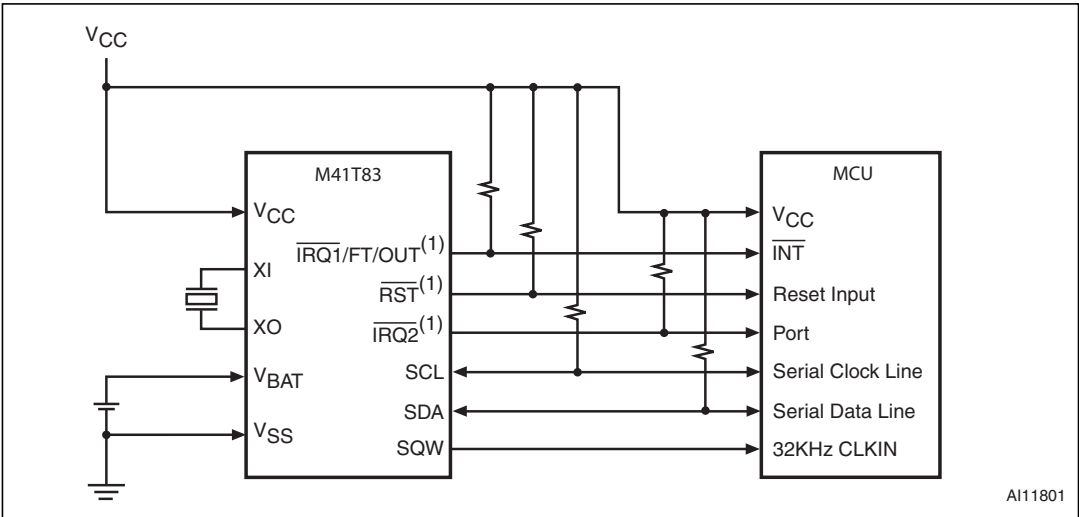 VCC
M41T83
VCC
XI
XO
VBAT
VSS
IRQ1/FT/OUT(1)
RST(1)
IRQ2(1)
SCL
SDA
SQW
MCU
VCC
INT
Reset Input
Port
Serial Clock Line
Serial Data Line
32KHz CLKIN
AI11801